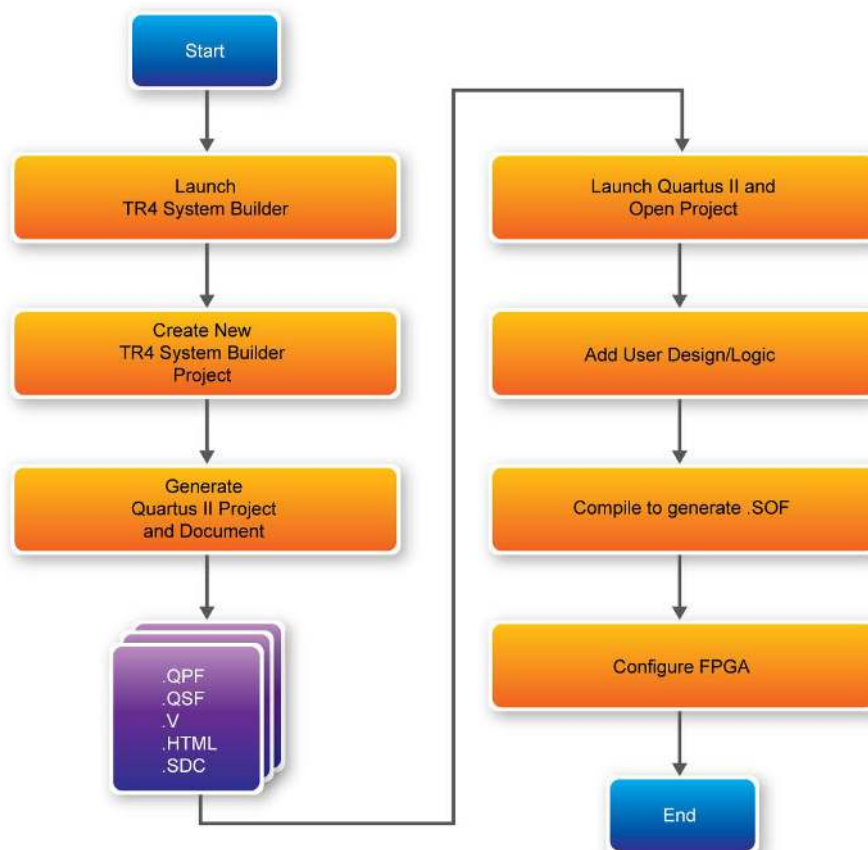 Start
Launch
TR4 System Builder
Create New
TR4 System Builder
Project
Generate
Quartus II Project
and Document
.QPF
.QSF
.V
.HTML
.SDC
Launch Quartus II and
Open Project
Add User Design/Logic
Compile to generate .SOF
Configure FPGA
End